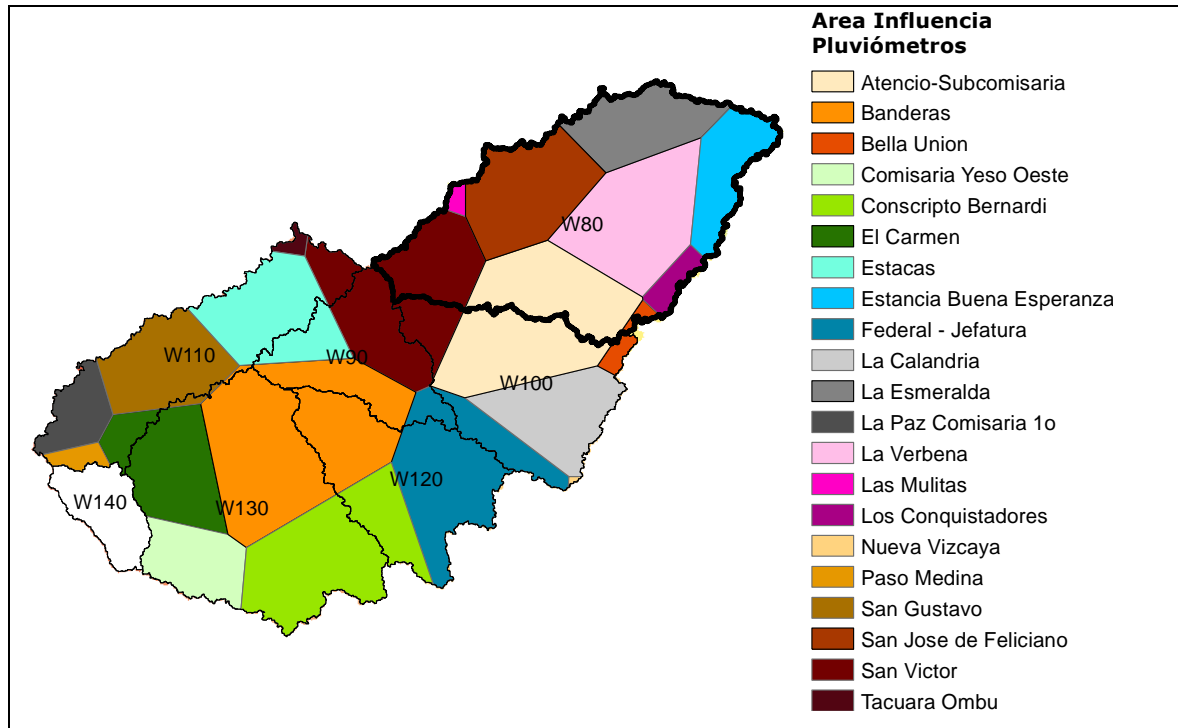 Area Influencia
Pluviómetros
Atencio-Subcomisaria
Banderas
Bella Union
Comisaria Yeso Oeste
Conscripto Bernardi
El Carmen
Estacas
Estancia Buena Esperanza
Federal - Jefatura
La Calandria
La Esmeralda
La Paz Comisaria 1o
La Verbena
Las Mulitas
Los Conquistadores
Nueva Vizcaya
Paso Medina
San Gustavo
San Jose de Feliciano
San Victor
Tacuara Ombu
W80
W110
W90
W100
W120
W140
W130